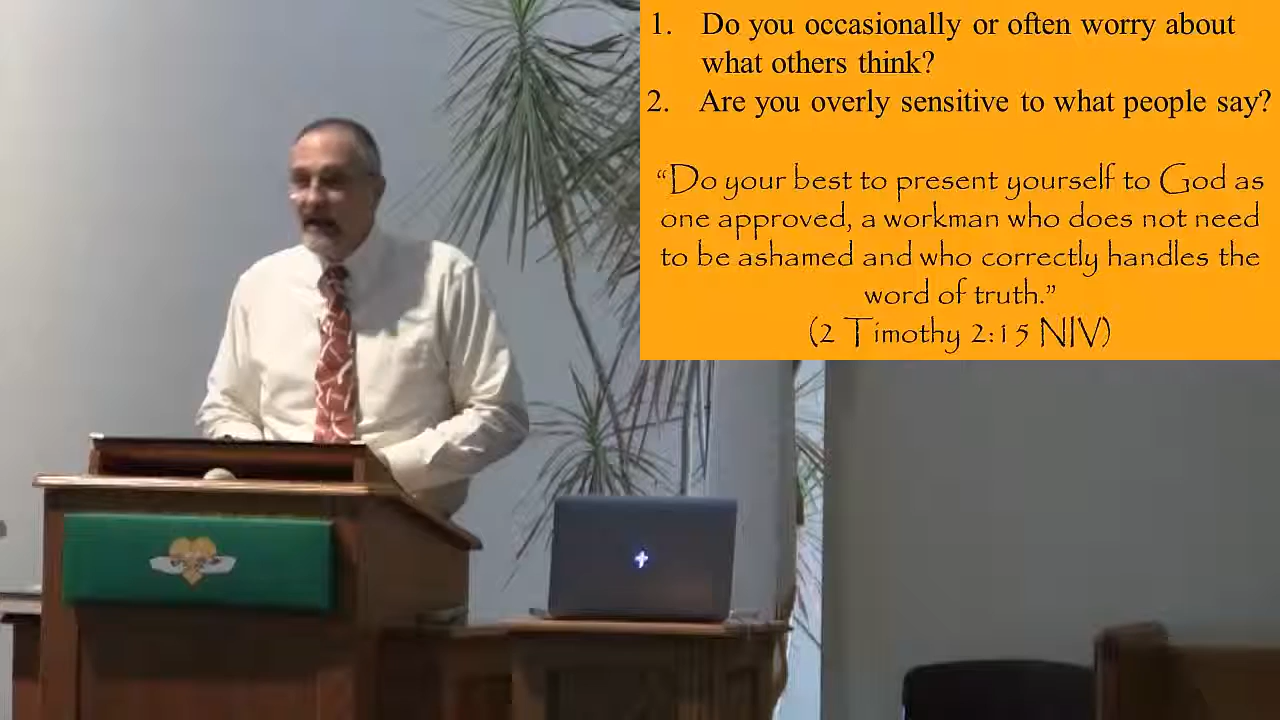 1. Do you occasionally or often worry about
what others think?
2. Are you overly sensitive to what people say?
“Do your best to present yourself to God as
one approved, a workman who does not need
to be ashamed and who correctly handles the
word of truth.”
(2 Timothy 2:15 NIV)